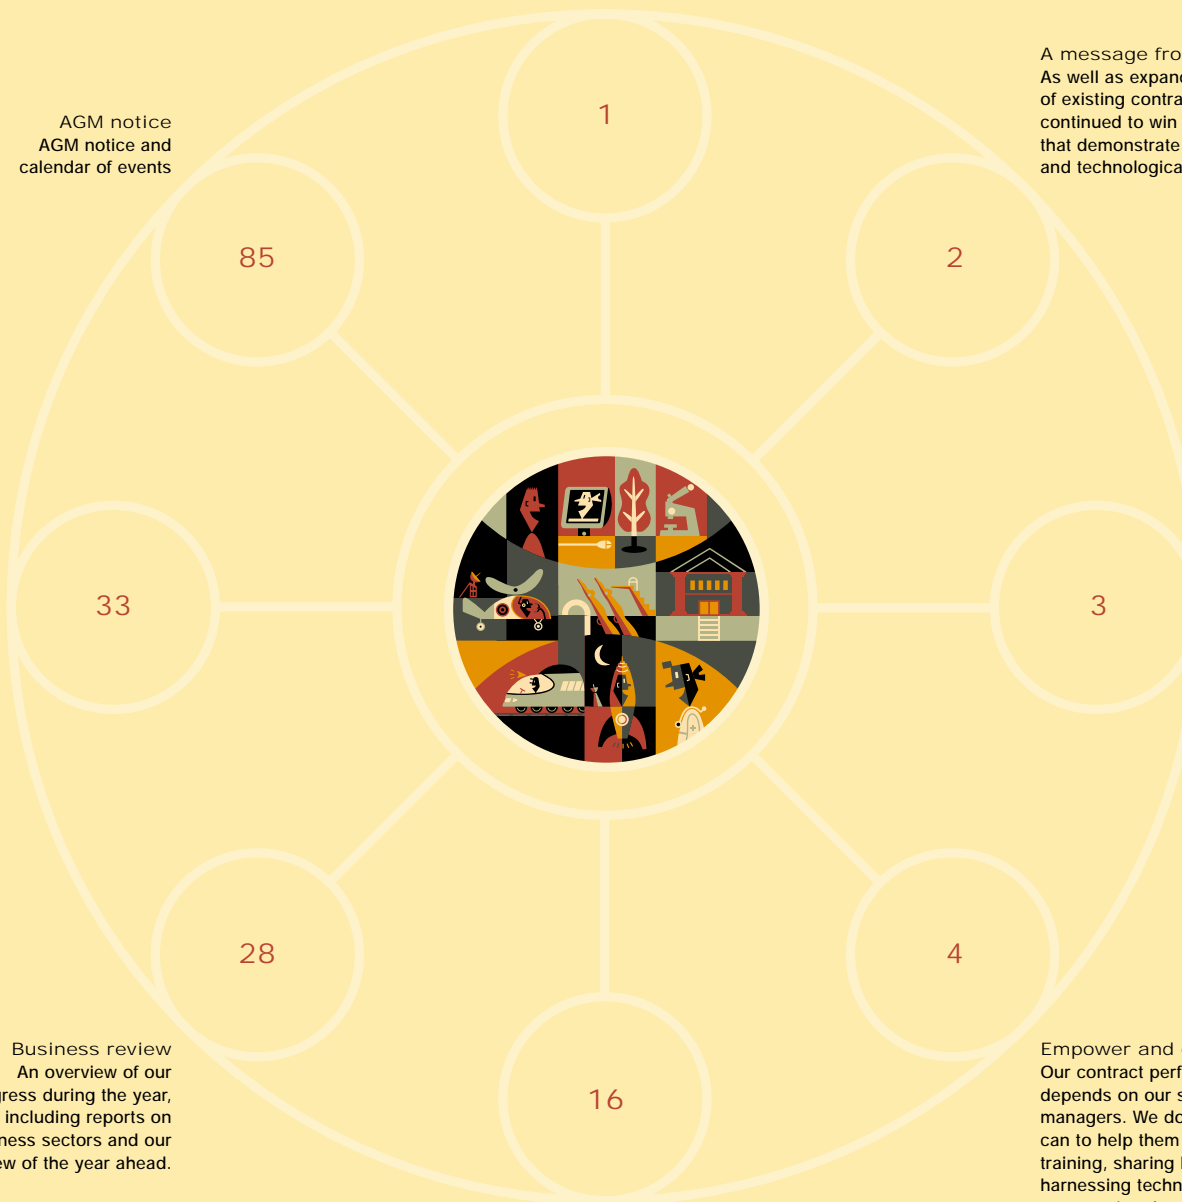 1
A message fro
As well as expand
of existing contra
continued to win
that demonstrate
and technologica
2
3
4
Empower and
Our contract perf
depends on our s
managers. We do
can to help them
training, sharing
harnessing techn
16
28
Business review
An overview of our
gress during the year,
including reports on
ness sectors and our
ew of the year ahead.
33
85
AGM notice
AGM notice and
calendar of events